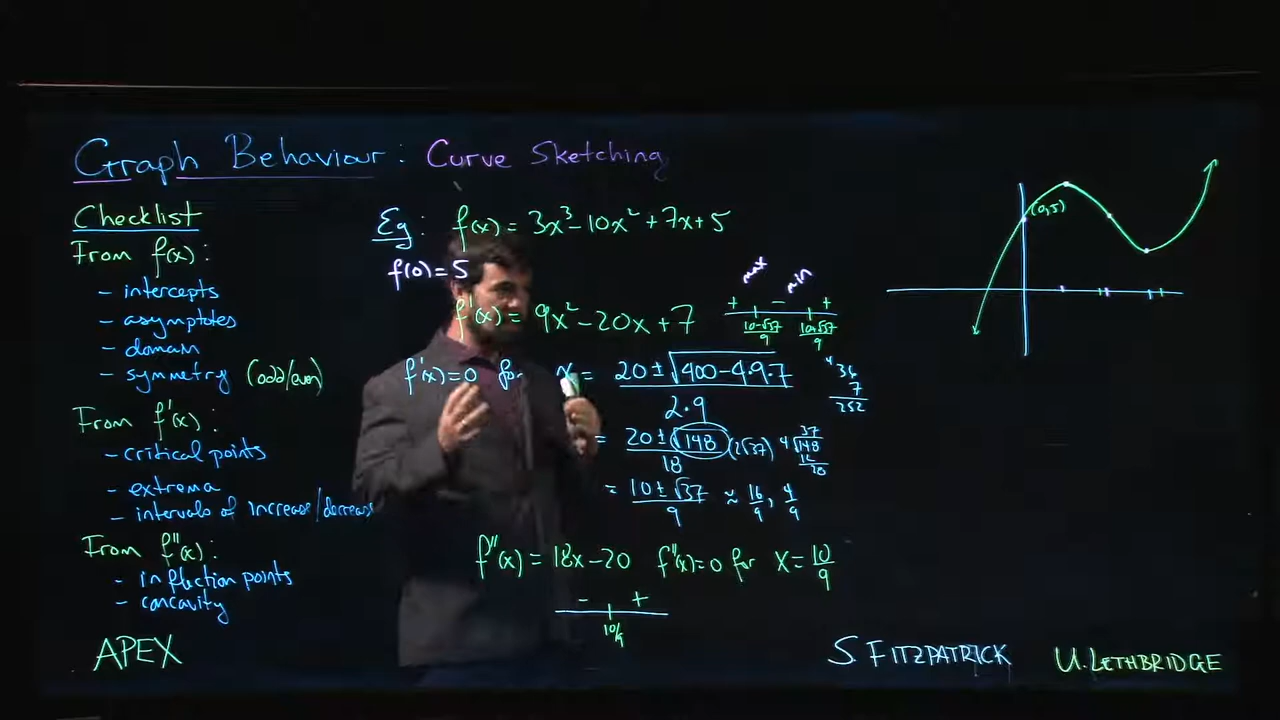 Graph Behaviour: Curve Sketching
Checklist
From f(x):
- intercepts
- asymptotes
- domain
- symmetry (odd/even)
From f'(x):
- critical points
- extrema
- intervals of increase/decrease
From f''(x):
- inflection points
- concavity
APEX
Eg: f(x) = 3x³-10x²+7x+5
f(0)=5
f'(x) = 9x²-20x+7
max min
+ - +
10-√37/9 10+√37/9
f'(x)=0 for x = 20±√400-4·9·7 / 2·9
4 36
7
252
= 20±√148 / 18 (2√37)
37
4√148
12
28
= 10±√37 / 9 ≈ 16/9, 4/9
f''(x) = 18x-20 f''(x)=0 for x = 10/9
- +
10/9
(0,5)
S. FITZPATRICK
U. LETHBRIDGE